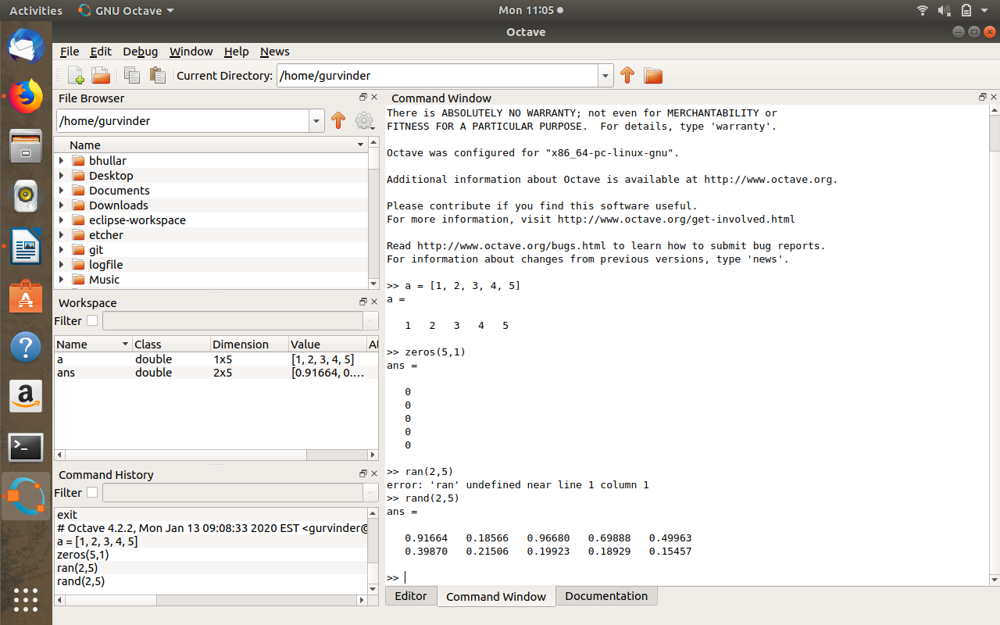 Activities GNU Octave Mon 11:05
Octave
File Edit Debug Window Help News
Current Directory: /home/gurvinder
File Browser
/home/gurvinder
Name
bhullar
Desktop
Documents
Downloads
eclipse-workspace
etcher
git
logfile
Music
Workspace
Filter
Name Class Dimension Value
a double 1x5 [1, 2, 3, 4, 5]
ans double 2x5 [0.91664, 0....
Command History
Filter
exit
# Octave 4.2.2, Mon Jan 13 09:08:33 2020 EST <gurvinder@
a = [1, 2, 3, 4, 5]
zeros(5,1)
ran(2,5)
rand(2,5)
Command Window
There is ABSOLUTELY NO WARRANTY; not even for MERCHANTABILITY or
FITNESS FOR A PARTICULAR PURPOSE.  For details, type 'warranty'.
Octave was configured for "x86_64-pc-linux-gnu".
Additional information about Octave is available at http://www.octave.org.
Please contribute if you find this software useful.
For more information, visit http://www.octave.org/get-involved.html
Read http://www.octave.org/bugs.html to learn how to submit bug reports.
For information about changes from previous versions, type 'news'.
>> a = [1, 2, 3, 4, 5]
a =
1   2   3   4   5
>> zeros(5,1)
ans =
0
0
0
0
0
>> ran(2,5)
error: 'ran' undefined near line 1 column 1
>> rand(2,5)
ans =
0.91664   0.18566   0.96680   0.69888   0.49963
0.39870   0.21506   0.19923   0.18929   0.15457
>>
Editor Command Window Documentation